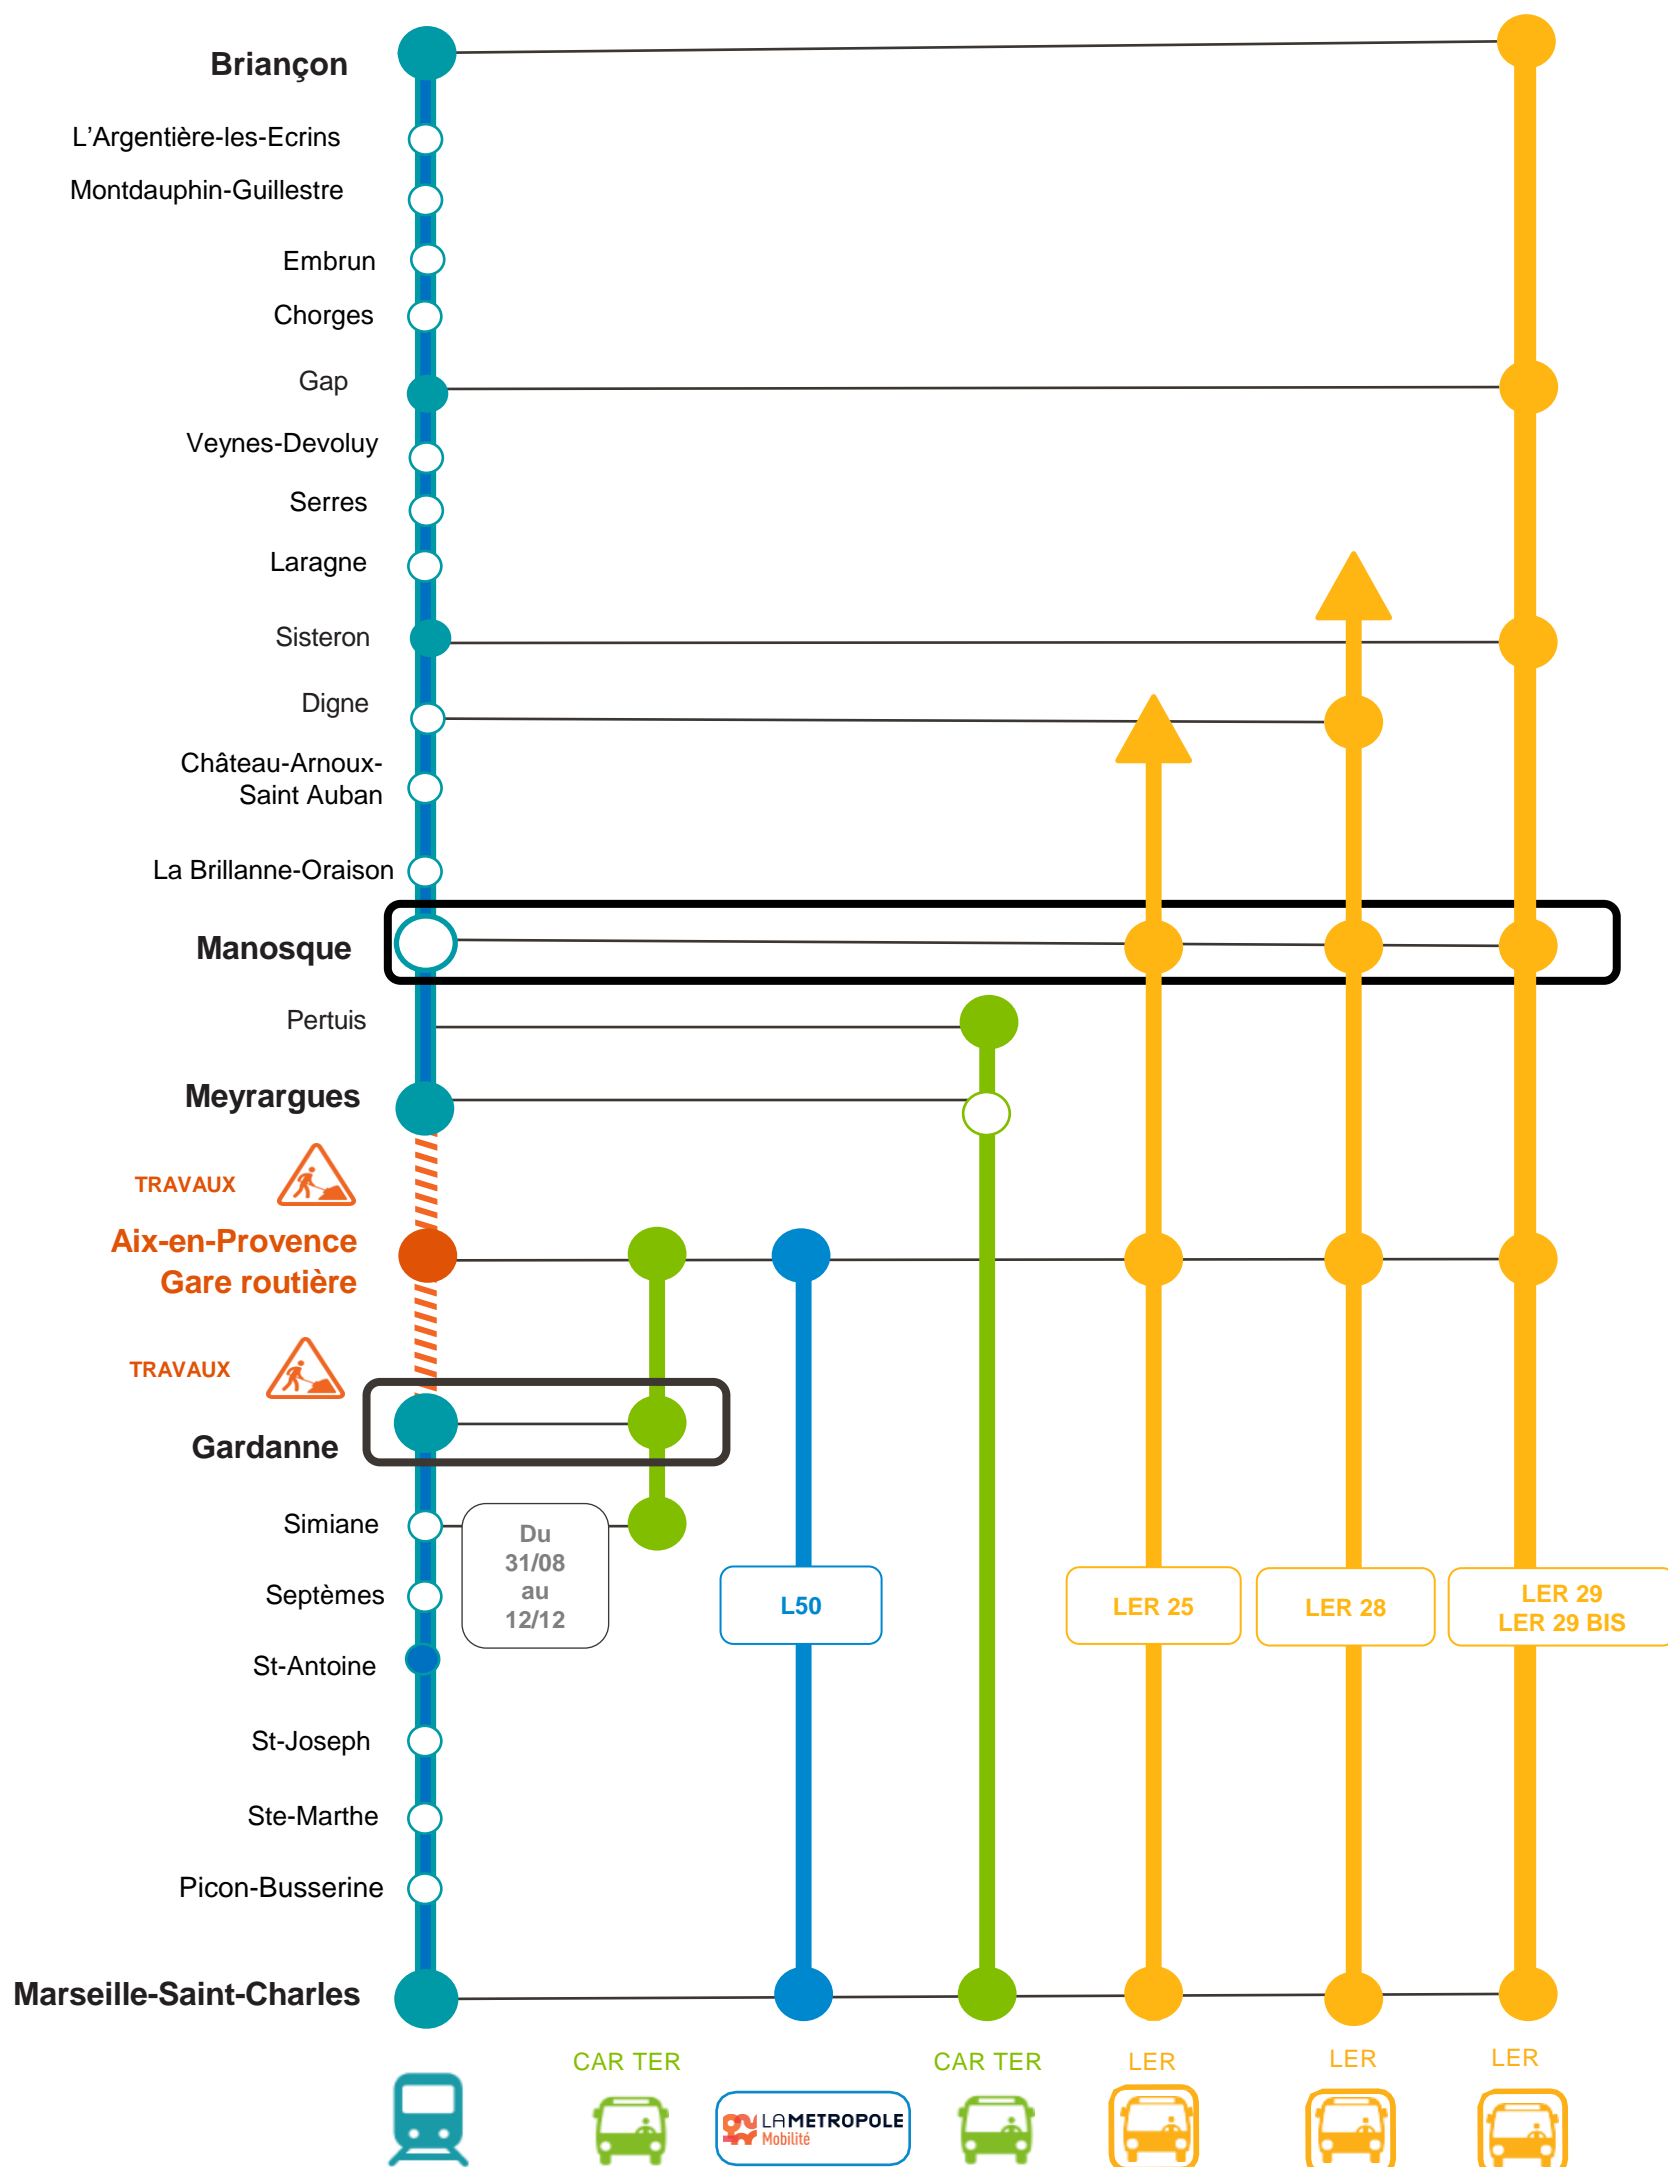 Briançon
L'Argentière-les-Ecrins
Montdauphin-Guillestre
Embrun
Chorges
Gap
Veynes-Devoluy
Serres
Laragne
Sisteron
Digne
Château-Arnoux-
Saint Auban
La Brillanne-Oraison
Manosque
Pertuis
Meyrargues
TRAVAUX
Aix-en-Provence
Gare routière
TRAVAUX
Gardanne
Simiane
Du
31/08
au
12/12
Septèmes
L50
LER 25
LER 28
LER 29
LER 29 BIS
St-Antoine
St-Joseph
Ste-Marthe
Picon-Busserine
Marseille-Saint-Charles
CAR TER
CAR TER
LER
LER
LER
LAMETROPOLE
Mobilité